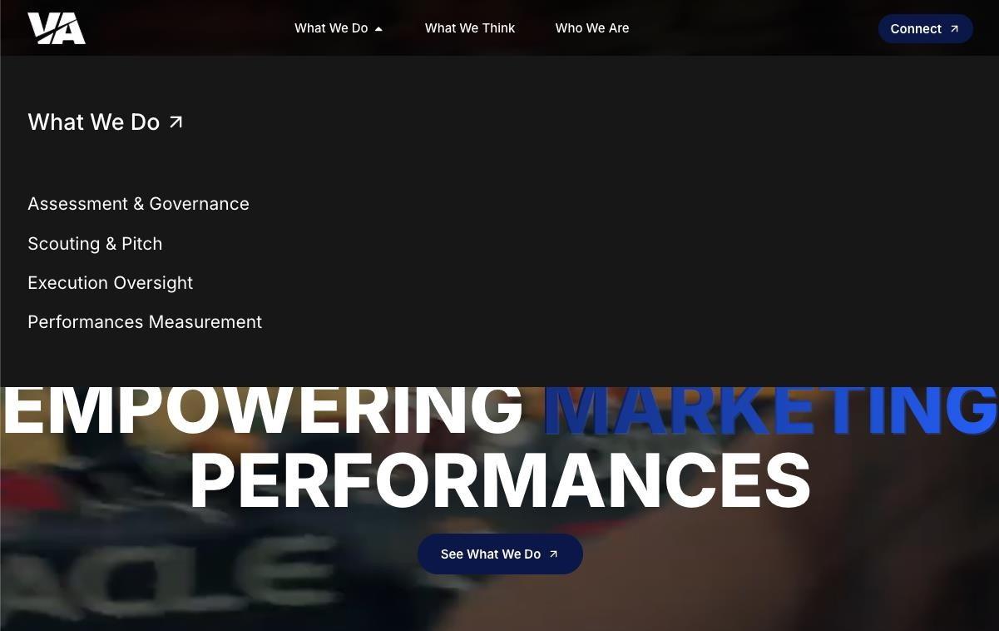 VA
What We Do
What We Think
Who We Are
Connect
What We Do
Assessment & Governance
Scouting & Pitch
Execution Oversight
Performances Measurement
EMPOWERING MARKETING
PERFORMANCES
See What We Do
ACLE